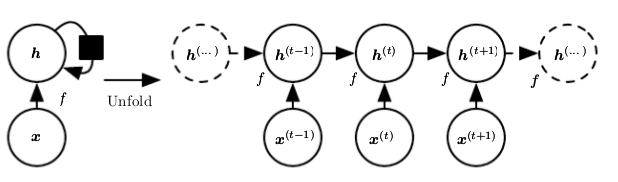 h
f
x
Unfold
h^(...) h^(t−1) h^(t) h^(t+1) h^(...)
f f f f
x^(t−1) x^(t) x^(t+1)